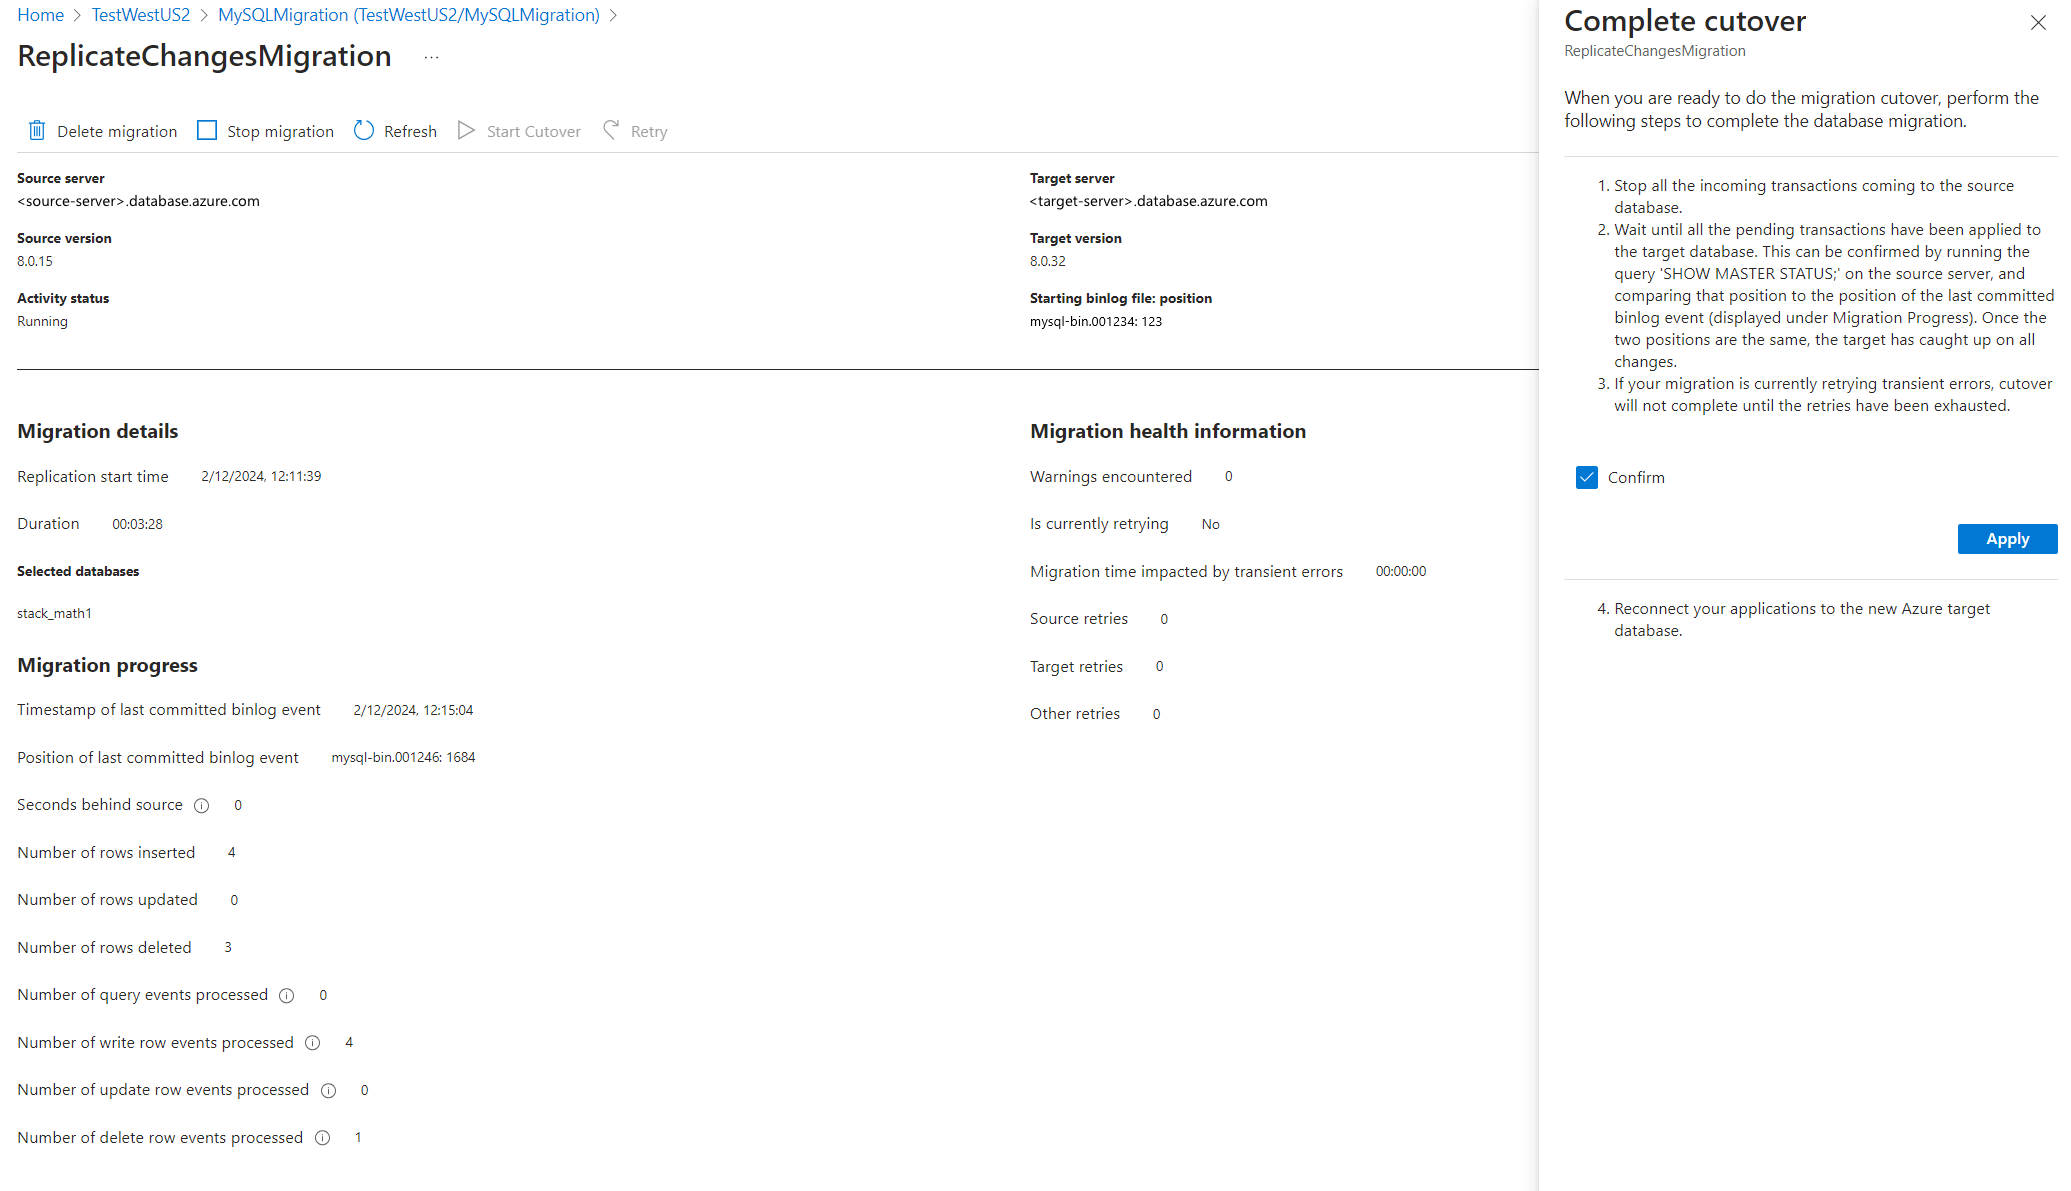 Home > TestWestUS2 > MySQLMigration (TestWestUS2/MySQLMigration) >
ReplicateChangesMigration ...
Delete migration Stop migration Refresh Start Cutover Retry
Source server
<source-server>.database.azure.com
Source version
8.0.15
Activity status
Running
Target server
<target-server>.database.azure.com
Target version
8.0.32
Starting binlog file: position
mysql-bin.001234: 123
Migration details
Replication start time 2/12/2024, 12:11:39
Duration 00:03:28
Selected databases
stack_math1
Migration progress
Timestamp of last committed binlog event 2/12/2024, 12:15:04
Position of last committed binlog event mysql-bin.001246: 1684
Seconds behind source 0
Number of rows inserted 4
Number of rows updated 0
Number of rows deleted 3
Number of query events processed 0
Number of write row events processed 4
Number of update row events processed 0
Number of delete row events processed 1
Migration health information
Warnings encountered 0
Is currently retrying No
Migration time impacted by transient errors 00:00:00
Source retries 0
Target retries 0
Other retries 0
Complete cutover
ReplicateChangesMigration
When you are ready to do the migration cutover, perform the
following steps to complete the database migration.
1. Stop all the incoming transactions coming to the source
database.
2. Wait until all the pending transactions have been applied to
the target database. This can be confirmed by running the
query 'SHOW MASTER STATUS;' on the source server, and
comparing that position to the position of the last committed
binlog event (displayed under Migration Progress). Once the
two positions are the same, the target has caught up on all
changes.
3. If your migration is currently retrying transient errors, cutover
will not complete until the retries have been exhausted.
Confirm
Apply
4. Reconnect your applications to the new Azure target
database.